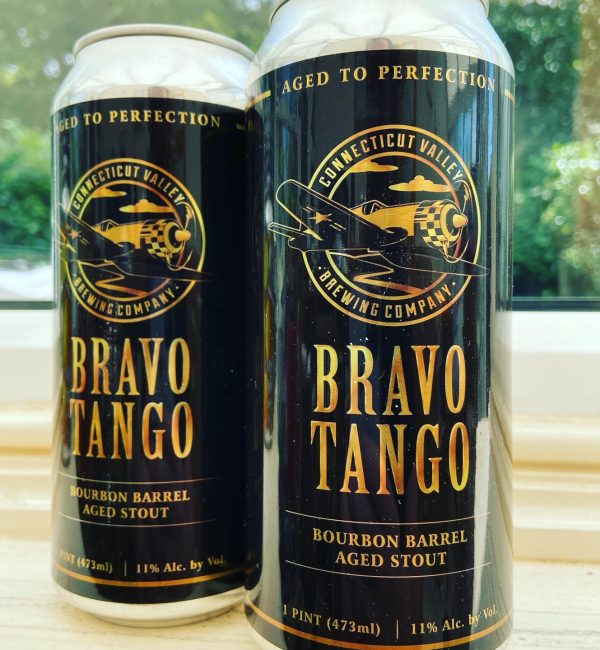 AGED TO PERFECTION
CONNECTICUT VALLEY
BREWING COMPANY
BRAVO
TANGO
BOURBON BARREL
AGED STOUT
PINT (473ml) | 11% Alc. by Vol.
AGED TO PERFECTION
CONNECTICUT VALLEY
· BREWING COMPANY ·
BRAVO
TANGO
BOURBON BARREL
AGED STOUT
1 PINT (473ml) | 11% Alc. by Vol.